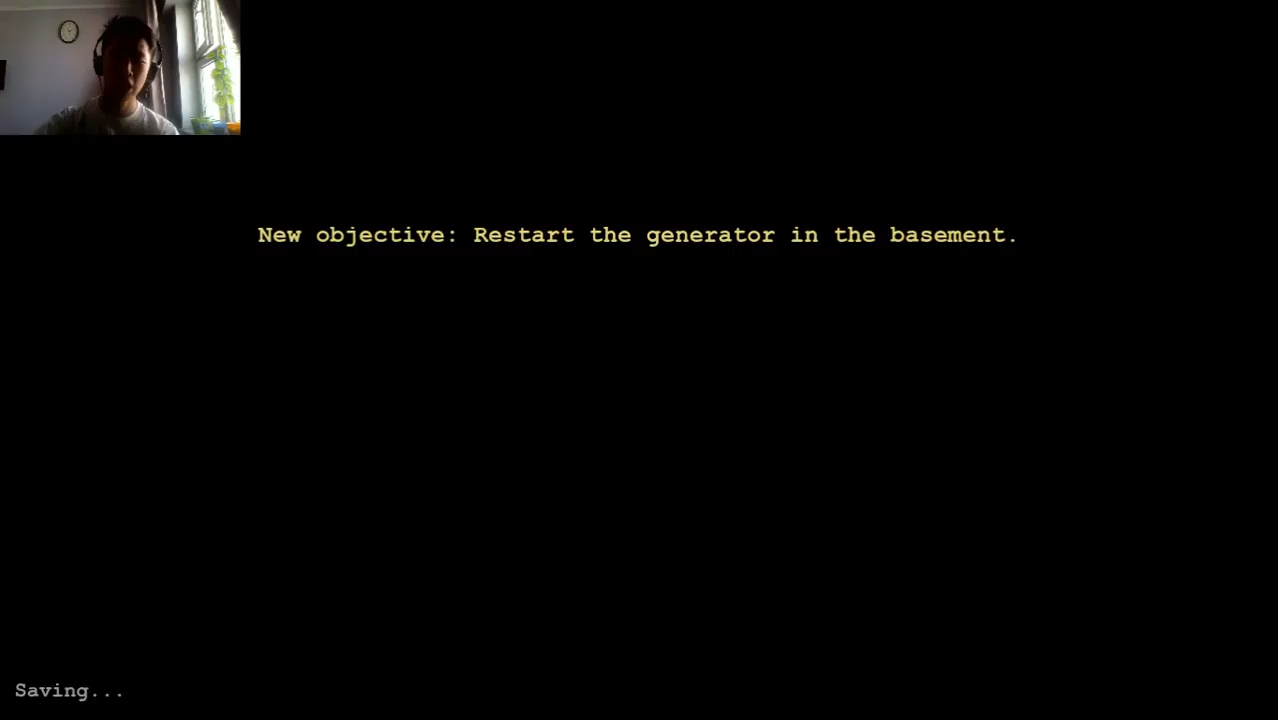 New objective: Restart the generator in the basement.
Saving...